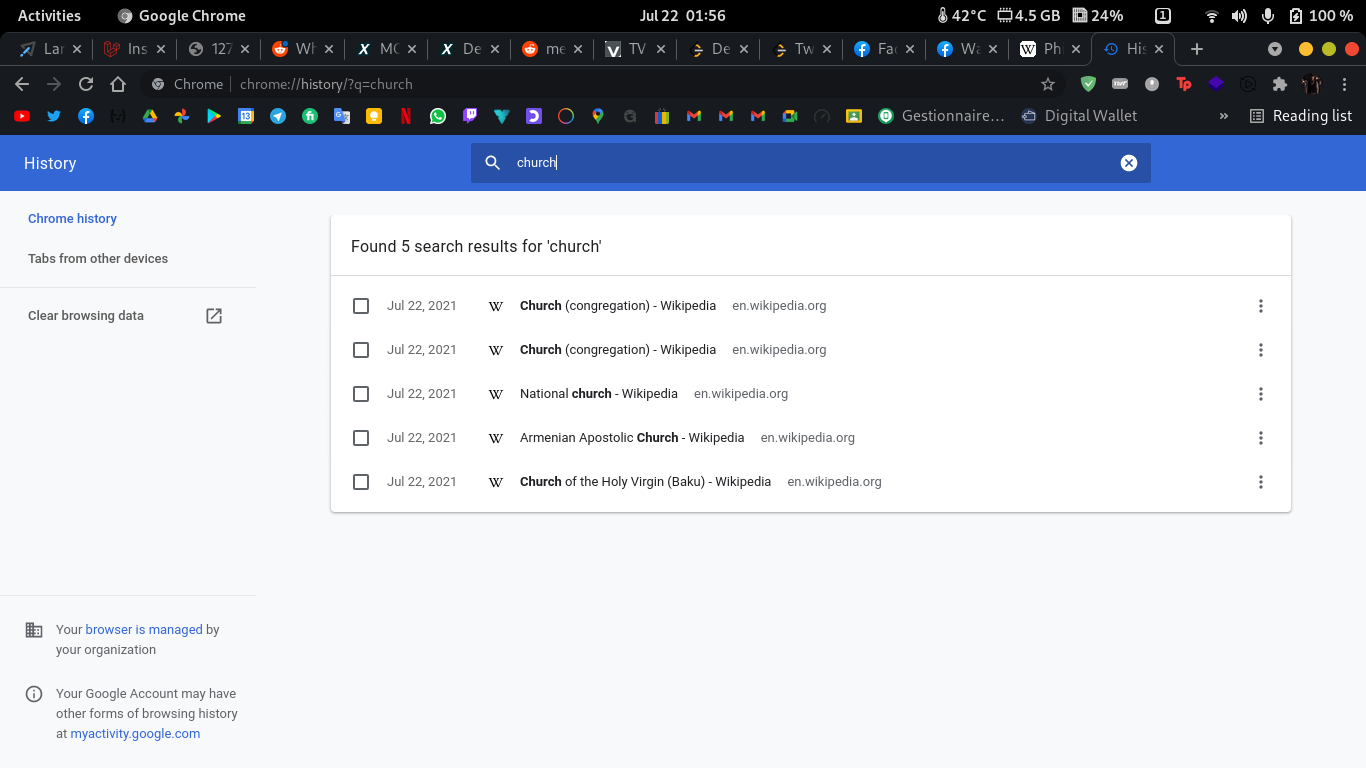 Activities Google Chrome Jul 22 01:56 42°C 4.5 GB 24% 1 100 %
Lar Ins 127 Wh MC De me TV De Tw Fac Wa Phi His
Chrome chrome://history/?q=church
Gestionnaire… Digital Wallet » Reading list
History church
Chrome history
Tabs from other devices
Clear browsing data
Found 5 search results for 'church'
Jul 22, 2021 W Church (congregation) - Wikipedia en.wikipedia.org
Jul 22, 2021 W Church (congregation) - Wikipedia en.wikipedia.org
Jul 22, 2021 W National church - Wikipedia en.wikipedia.org
Jul 22, 2021 W Armenian Apostolic Church - Wikipedia en.wikipedia.org
Jul 22, 2021 W Church of the Holy Virgin (Baku) - Wikipedia en.wikipedia.org
Your browser is managed by
your organization
Your Google Account may have
other forms of browsing history
at myactivity.google.com